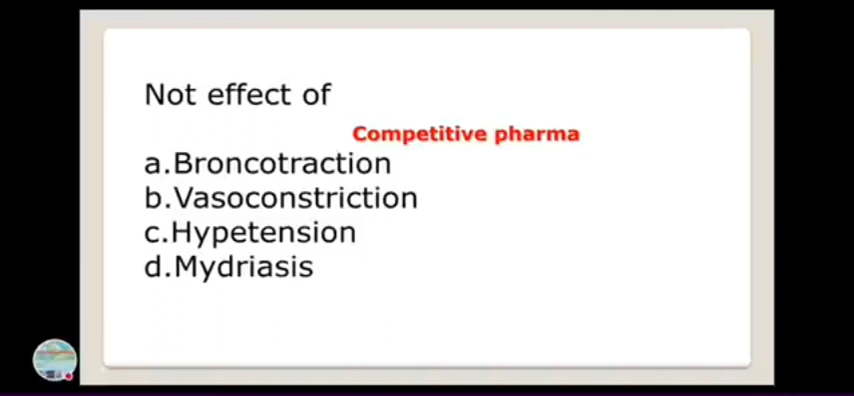 Not effect of
Competitive pharma
a.Broncotraction
b.Vasoconstriction
c.Hypetension
d.Mydriasis